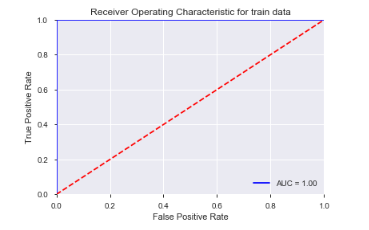 Receiver Operating Characteristic for train data
1.0
0.8
0.6
0.4
0.2
0.0
True Positive Rate
AUC = 1.00
0.0 0.2 0.4 0.6 0.8 1.0
False Positive Rate